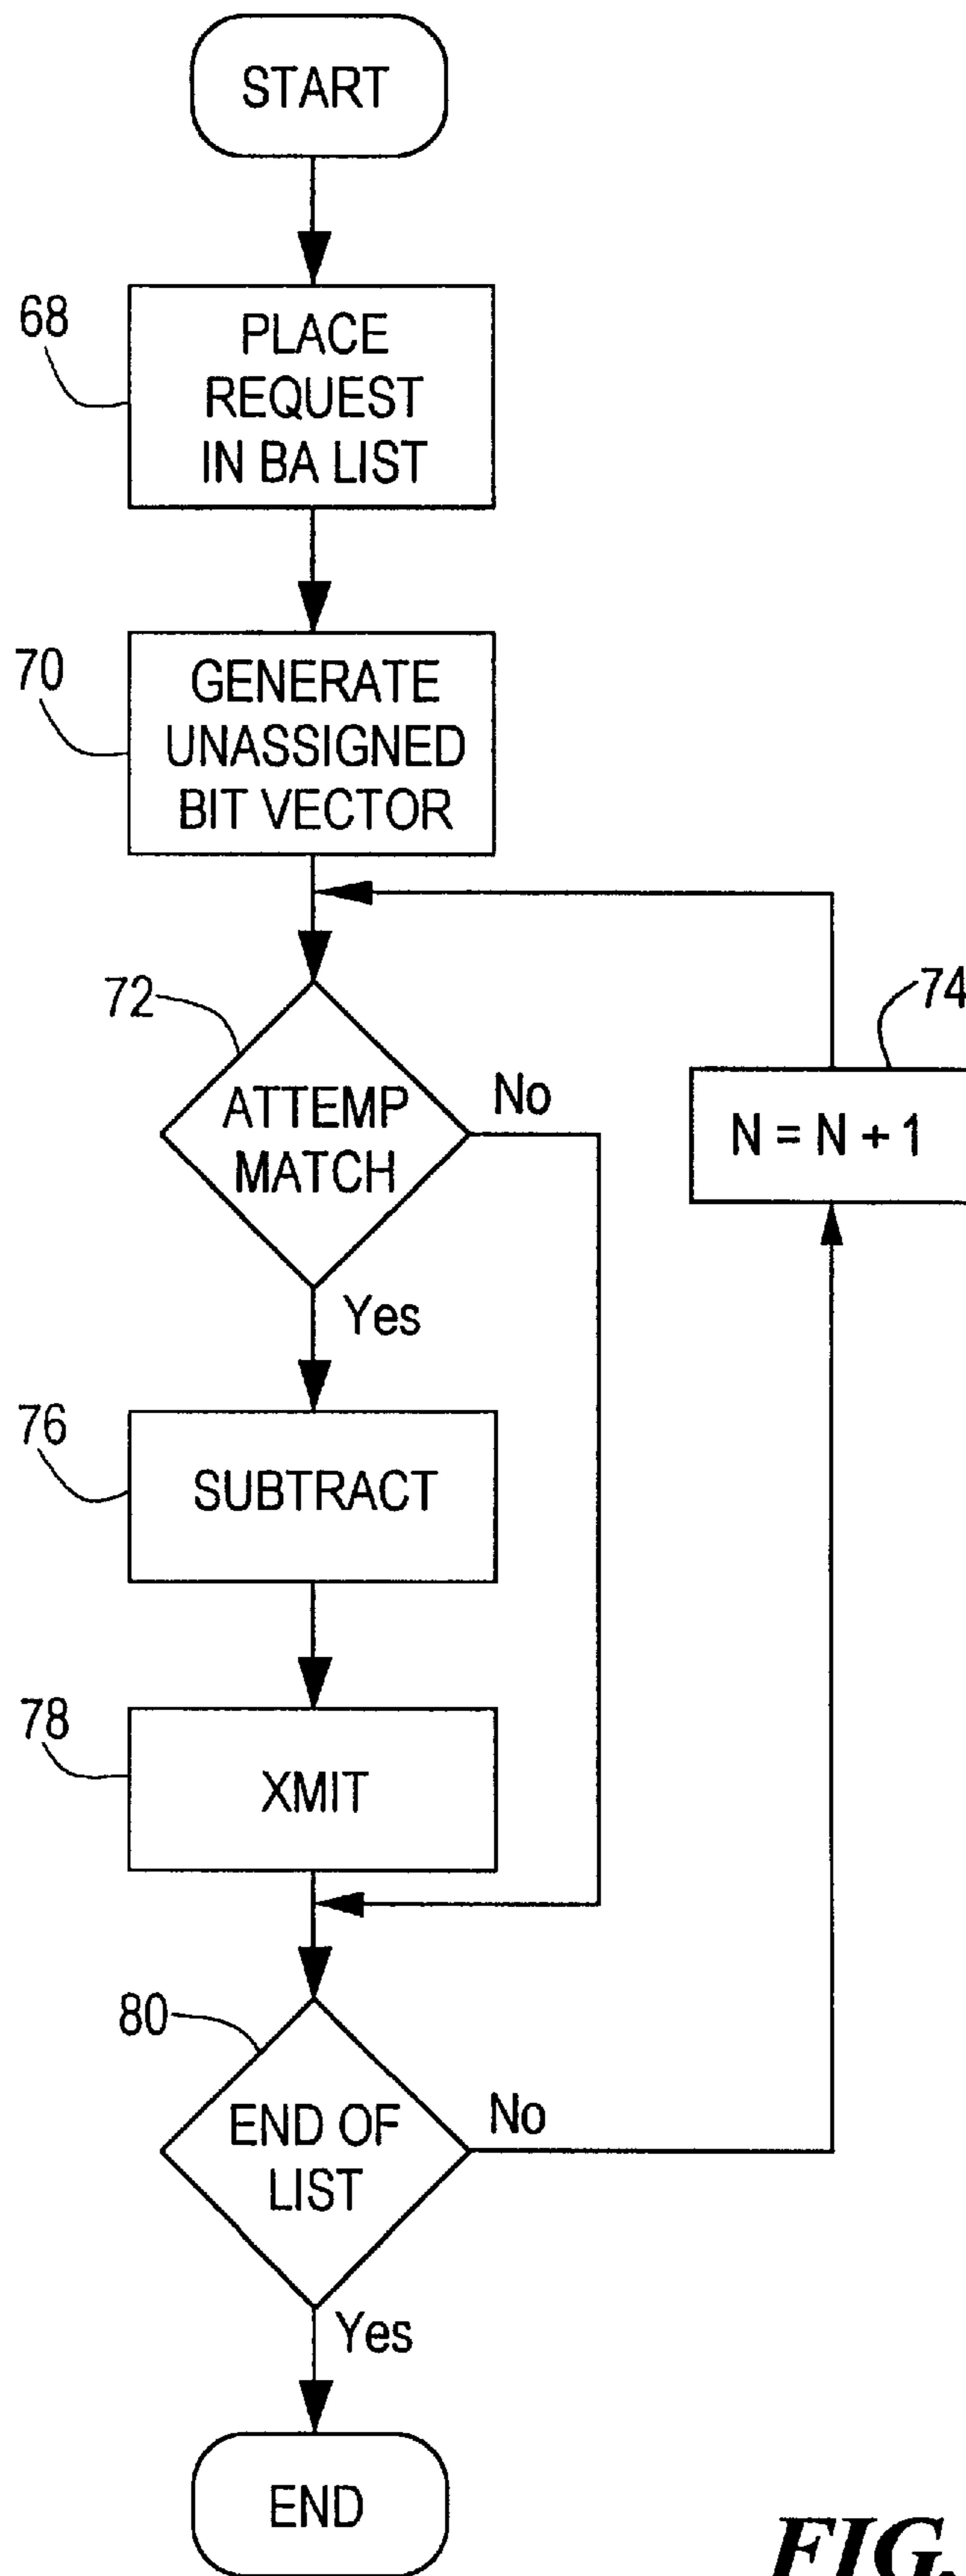 START
68
PLACE
REQUEST
IN BA LIST
70
GENERATE
UNASSIGNED
BIT VECTOR
72
ATTEMP
MATCH
No
74
N = N + 1
Yes
76
SUBTRACT
78
XMIT
80
END OF
LIST
No
Yes
END
FIG.